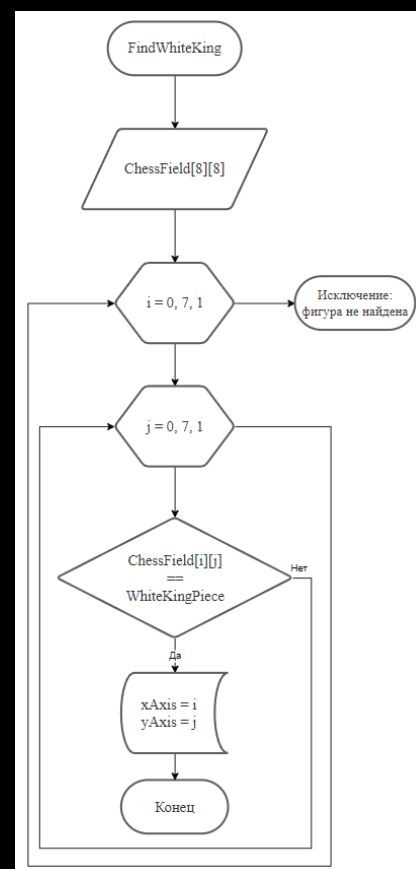 FindWhiteKing
ChessField[8][8]
i = 0, 7, 1
Исключение:
фигура не найдена
j = 0, 7, 1
ChessField[i][j]
==
WhiteKingPiece
Нет
Да
xAxis = i
yAxis = j
Конец